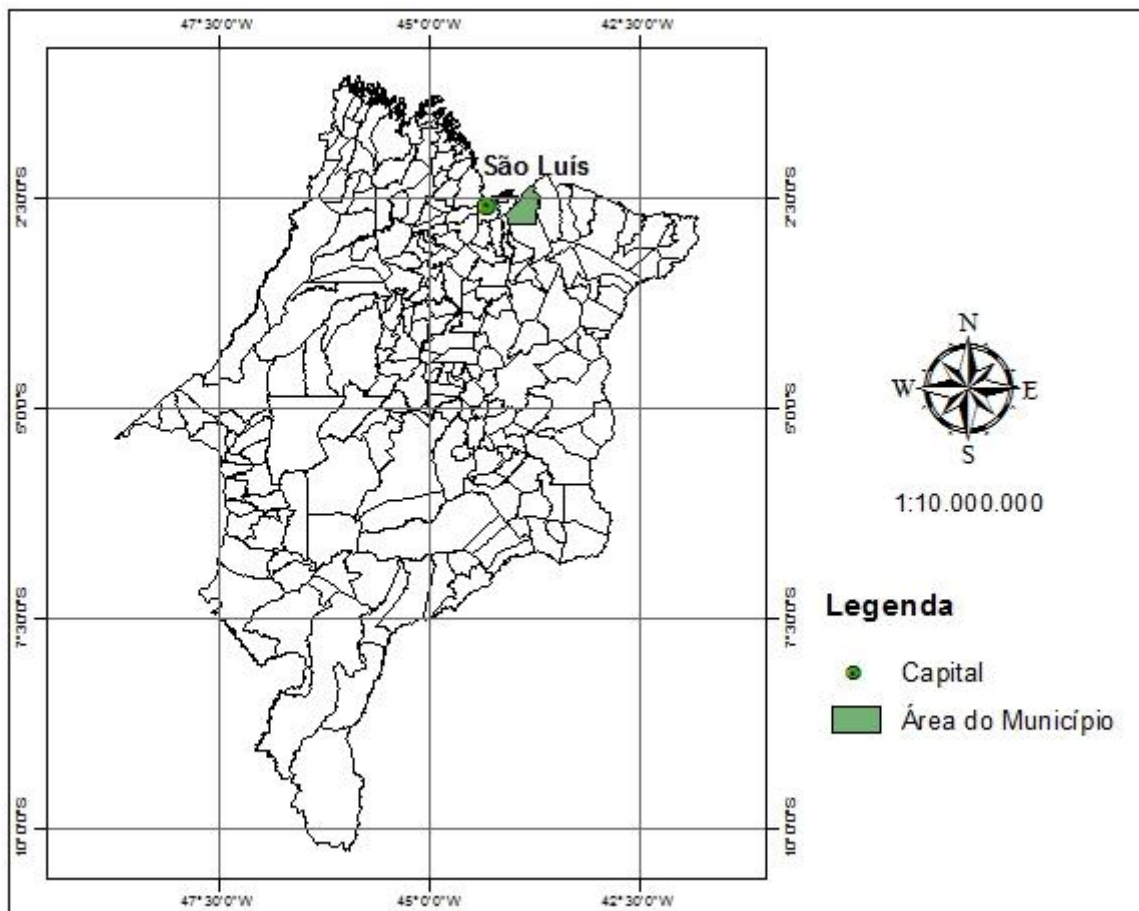 47°30'0"W 45°0'0"W 42°30'0"W
São Luís
2°30'0"S 2°30'0"S
5°0'0"S 5°0'0"S
7°30'0"S 7°30'0"S
10°0'0"S 10°0'0"S
N
W E
S
1:10.000.000
Legenda
Capital
Área do Município
47°30'0"W 45°0'0"W 42°30'0"W